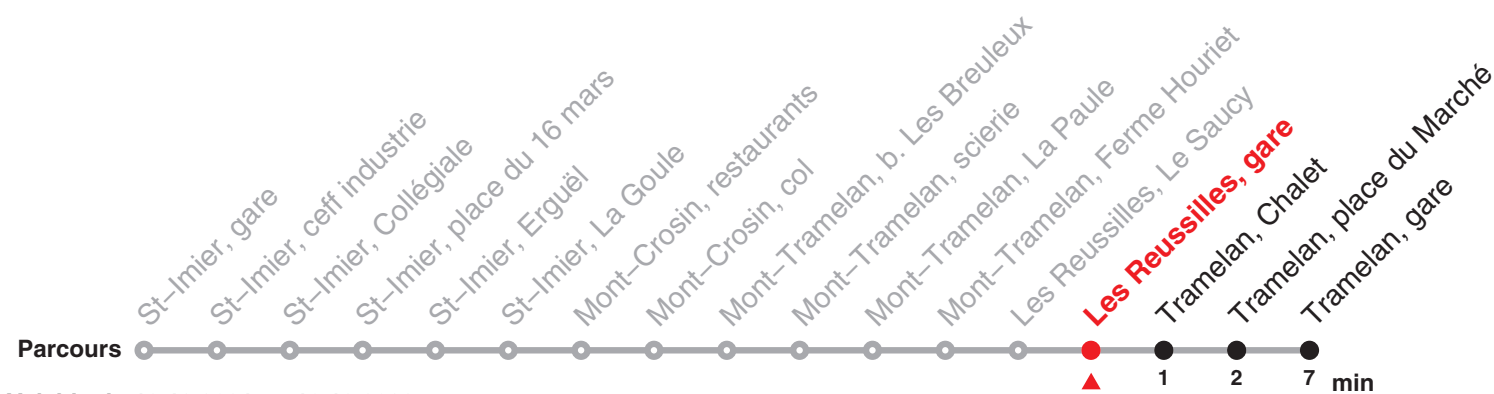 St–Imier, gare
St–Imier, ceff industrie
St–Imier, Collégiale
St–Imier, place du 16 mars
St–Imier, Erguël
St–Imier, La Goule
Mont–Crosin, restaurants
Mont–Crosin, col
Mont–Tramelan, b. Les Breuleux
Mont–Tramelan, scierie
Mont–Tramelan, La Paule
Mont–Tramelan, Ferme Houriet
Les Reussilles, Le Saucy
Les Reussilles, gare
Tramelan, Chalet
Tramelan, place du Marché
Tramelan, gare
Parcours
1 2 7 min